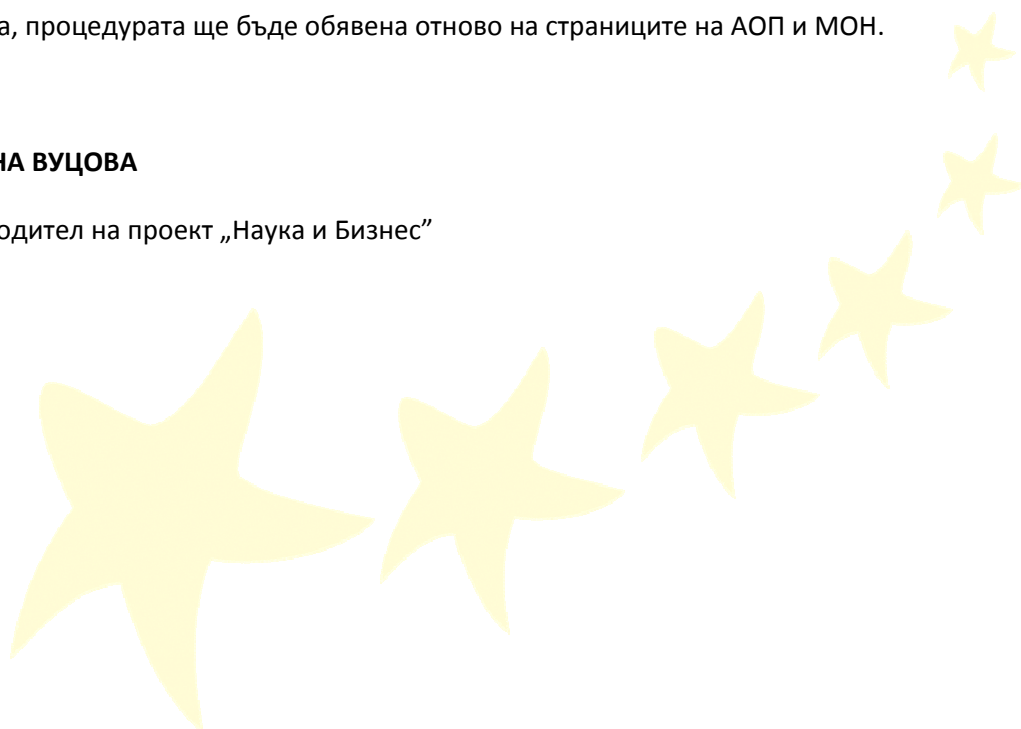 а, процедурата ще бъде обявена отново на страниците на АОП и МОН.
НА ВУЦОВА
одител на проект „Наука и Бизнес”